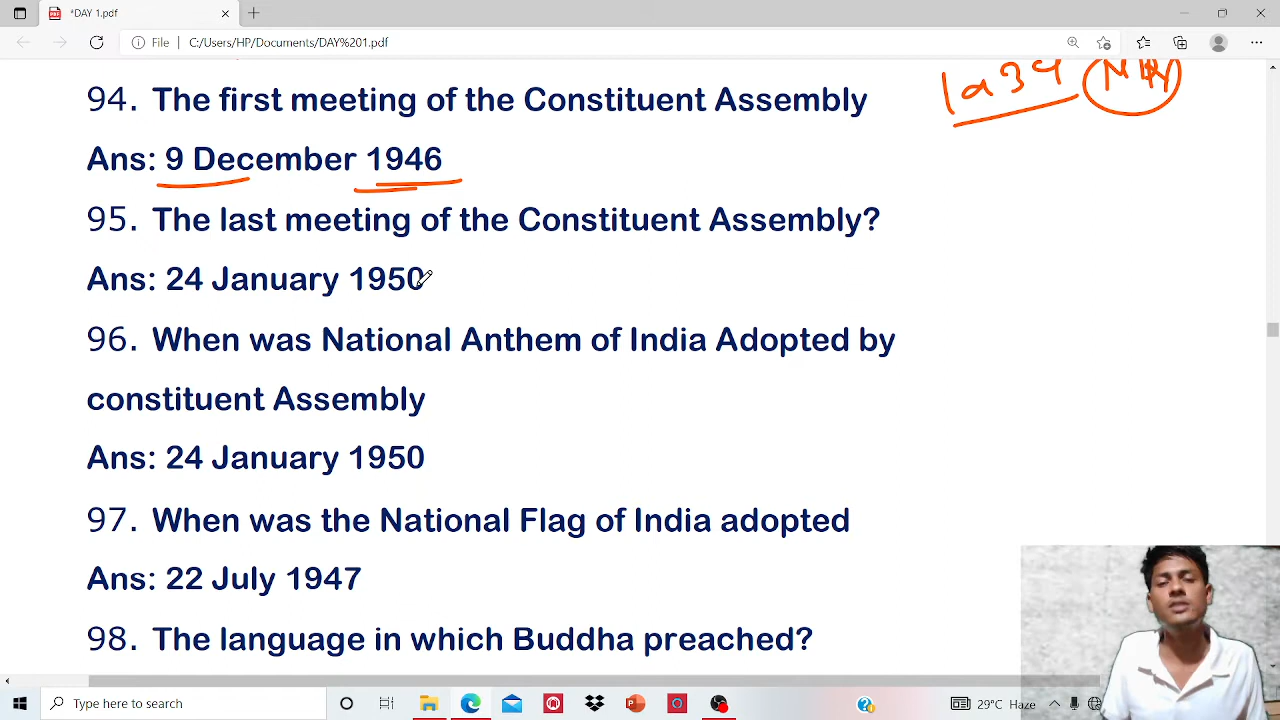 *DAY 1.pdf
File C:/Users/HP/Documents/DAY%201.pdf
1934
94. The first meeting of the Constituent Assembly
Ans: 9 December 1946
95. The last meeting of the Constituent Assembly?
Ans: 24 January 1950
96. When was National Anthem of India Adopted by
constituent Assembly
Ans: 24 January 1950
97. When was the National Flag of India adopted
Ans: 22 July 1947
98. The language in which Buddha preached?
Type here to search
29°C Haze